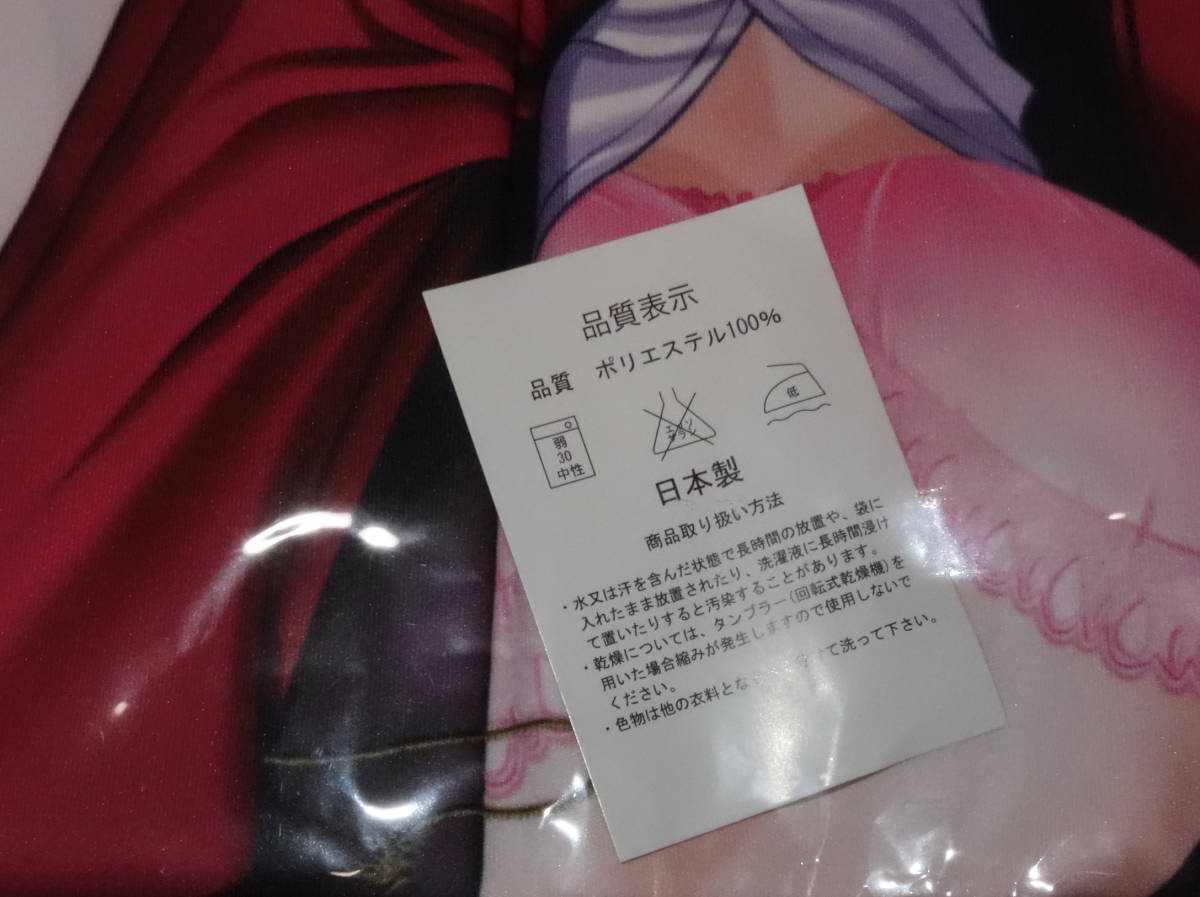 品質表示
品質 ポリエステル100%
弱
30
中性
エンソ
サラシ
低
日本製
商品取り扱い方法
・水又は汗を含んだ状態で長時間の放置や、袋に
入れたまま放置されたり、洗濯液に長時間浸け
て置いたりすると汚染することがあります。
・乾燥については、タンブラー(回転式乾燥機)を
用いた場合縮みが発生しますので使用しないで
ください。
・色物は他の衣料とな て洗って下さい。